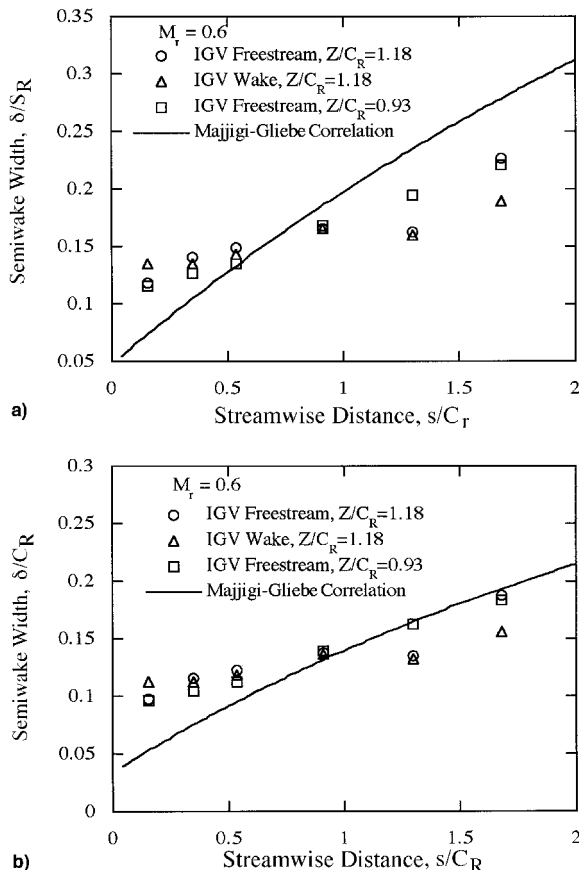 M_r = 0.6
IGV Freestream, Z/C_R=1.18
IGV Wake, Z/C_R=1.18
IGV Freestream, Z/C_R=0.93
Majjigi-Gliebe Correlation
Semiwake Width, δ/S_R
0.35
0.3
0.25
0.2
0.15
0.1
0.05
0 0.5 1 1.5 2
Streamwise Distance, s/C_r
a)
M_r = 0.6
IGV Freestream, Z/C_R=1.18
IGV Wake, Z/C_R=1.18
IGV Freestream, Z/C_R=0.93
Majjigi-Gliebe Correlation
Semiwake Width, δ/C_R
0.3
0.25
0.2
0.15
0.1
0.05
0
0 0.5 1 1.5 2
Streamwise Distance, s/C_R
b)